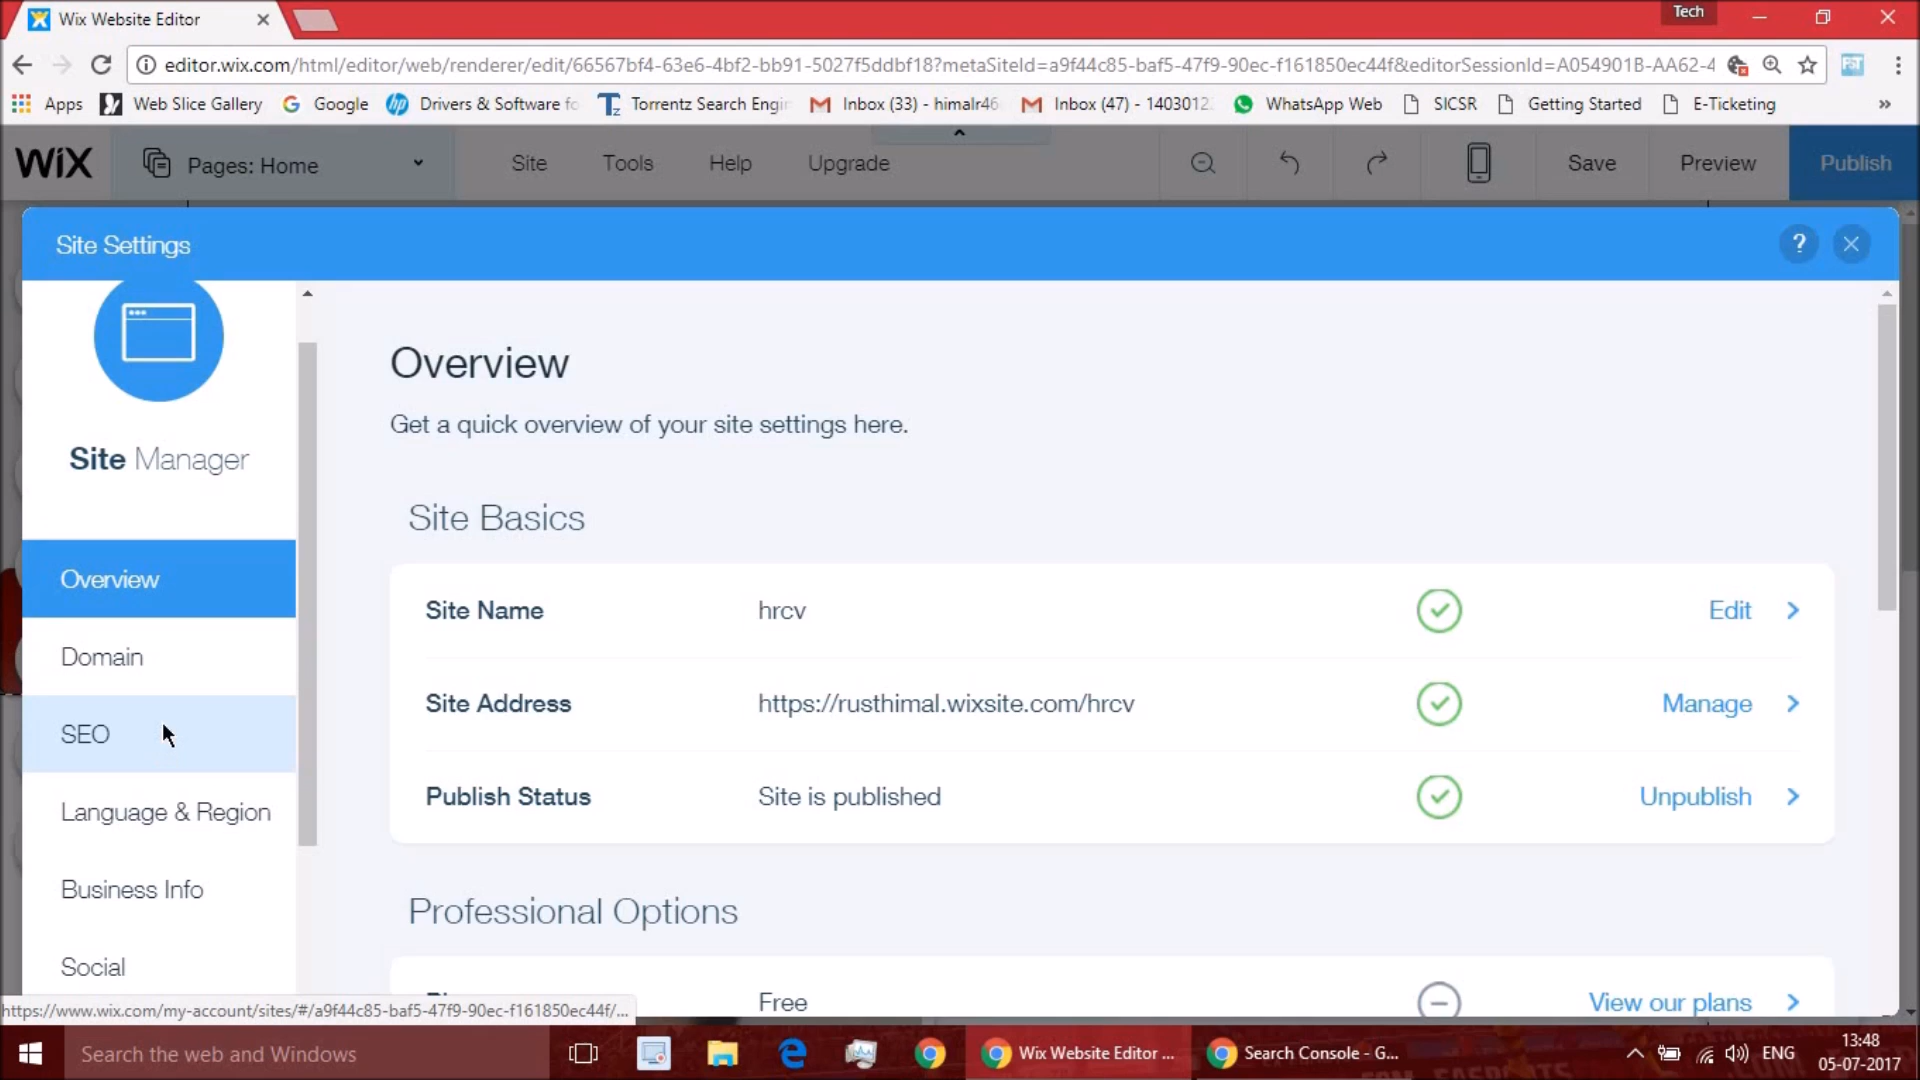 Wix Website Editor
Tech
editor.wix.com/html/editor/web/renderer/edit/66567bf4-63e6-4bf2-bb91-5027f5ddbf18?metaSiteId=a9f44c85-baf5-47f9-90ec-f161850ec44f&editorSessionId=A054901B-AA62-4
Apps
Web Slice Gallery
Google
Drivers & Software fo
Torrentz Search Engin
Inbox (33) - himalr46
Inbox (47) - 1403012
WhatsApp Web
SICSR
Getting Started
E-Ticketing
»
WiX
Pages: Home
Site
Tools
Help
Upgrade
Save
Preview
Publish
Site Settings
?
Site Manager
Overview
Domain
SEO
Language & Region
Business Info
Social
Overview
Get a quick overview of your site settings here.
Site Basics
Site Name
hrcv
Edit
Site Address
https://rusthimal.wixsite.com/hrcv
Manage
Publish Status
Site is published
Unpublish
Professional Options
Free
View our plans
https://www.wix.com/my-account/sites/#/a9f44c85-baf5-47f9-90ec-f161850ec44f/...
Search the web and Windows
Wix Website Editor ...
Search Console - G...
ENG
13:48
05-07-2017